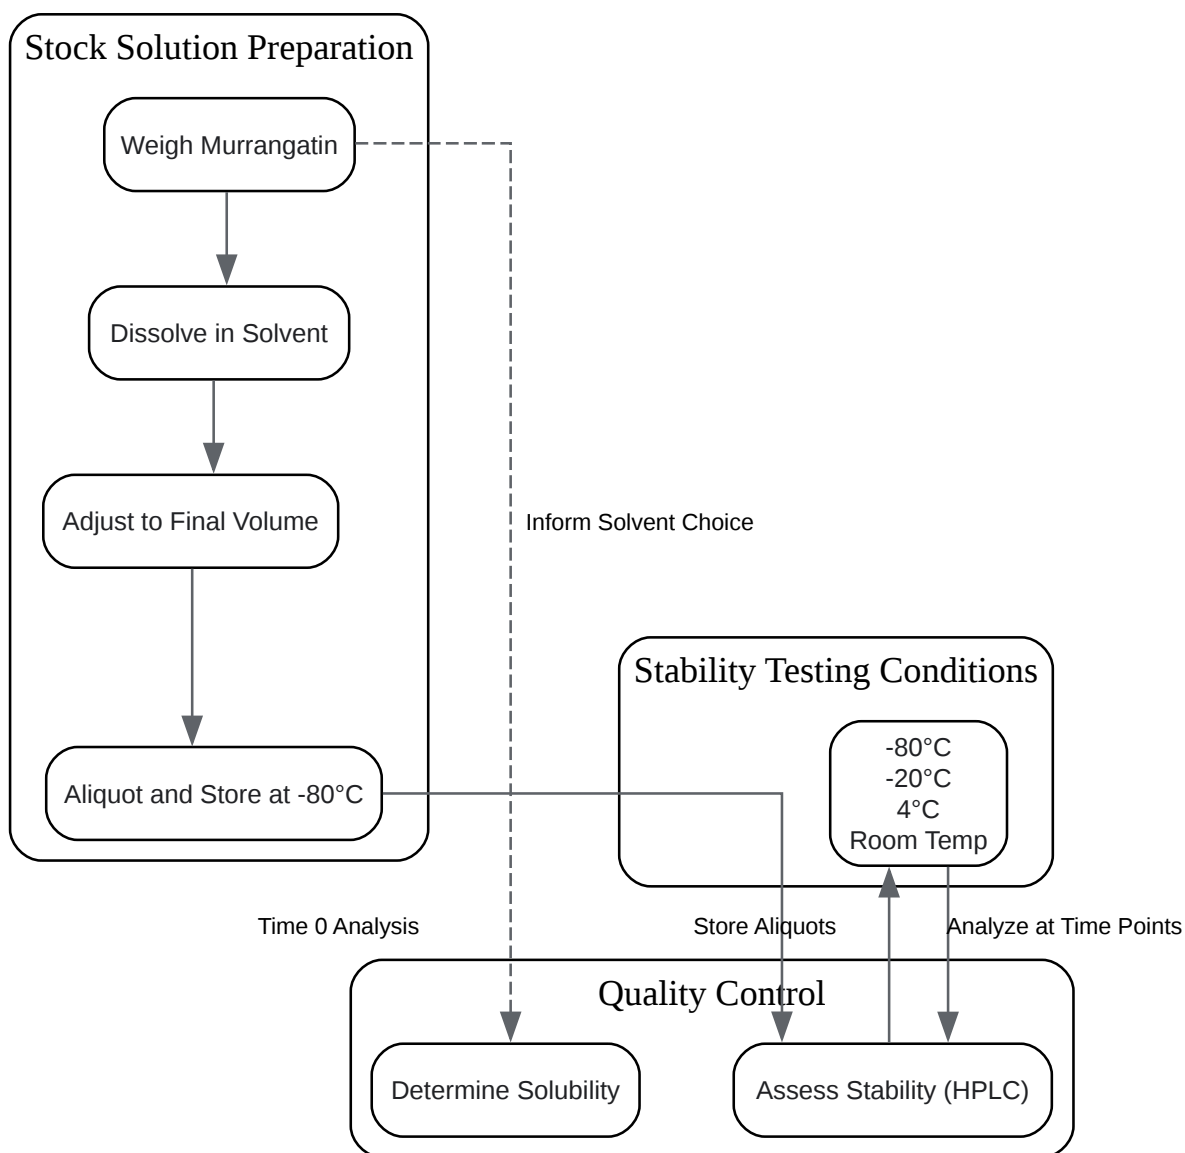 Stock Solution Preparation
Weigh Murrangatin
Dissolve in Solvent
Adjust to Final Volume
Inform Solvent Choice
Stability Testing Conditions
-80°C
-20°C
4°C
Room Temp
Aliquot and Store at -80°C
Time 0 Analysis
Store Aliquots
Analyze at Time Points
Quality Control
Determine Solubility
Assess Stability (HPLC)